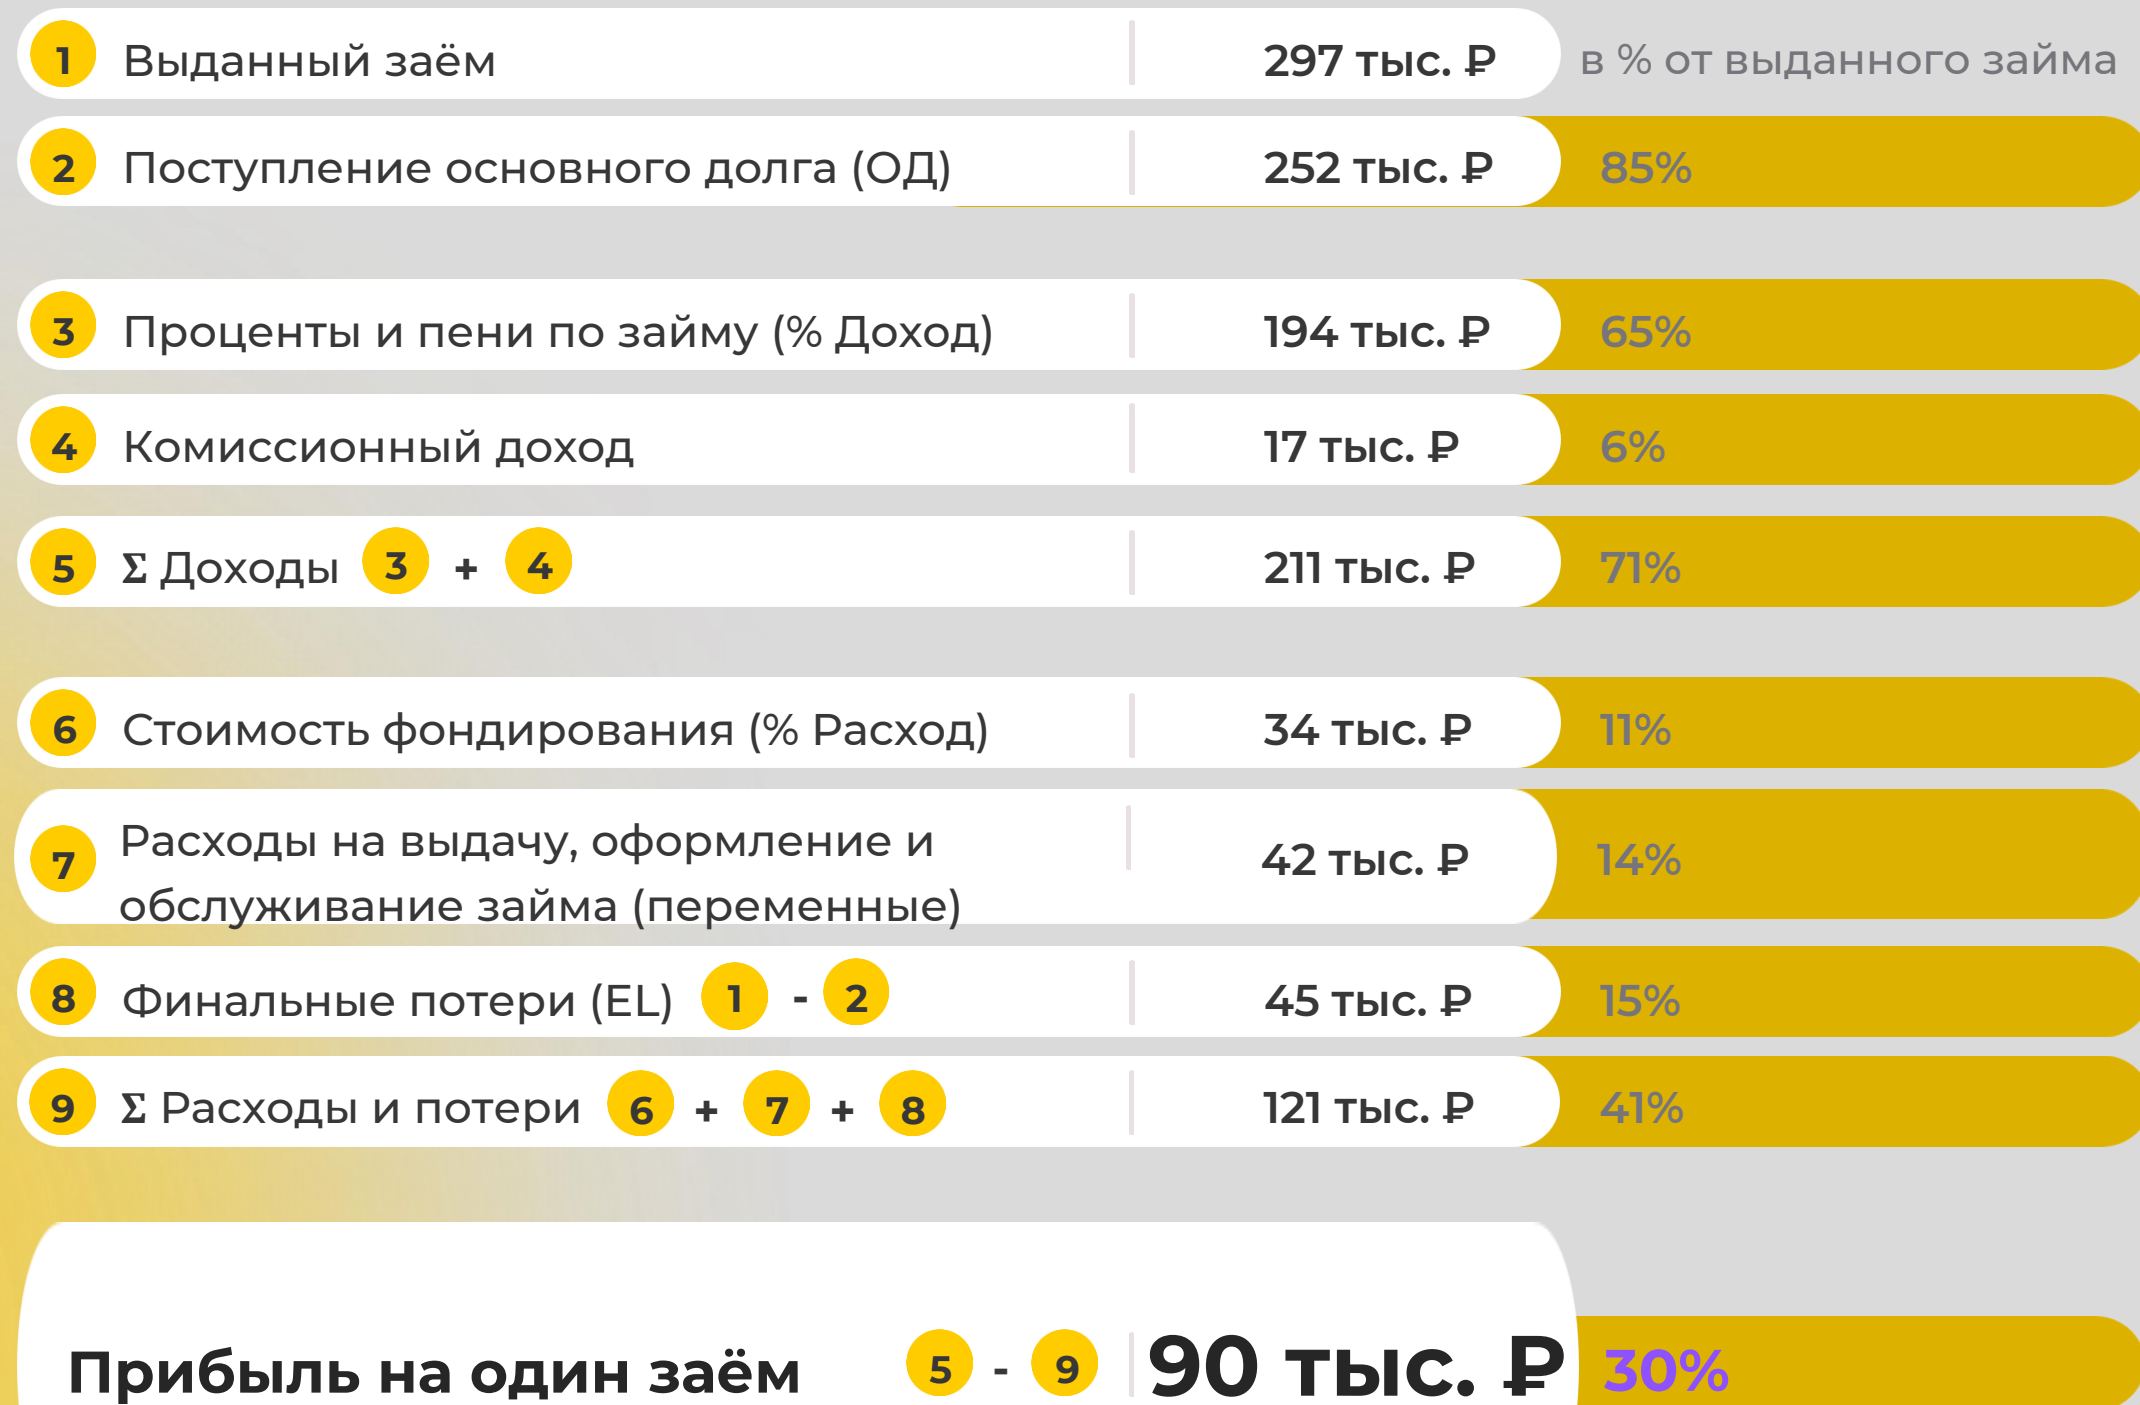 1 Выданный заём 297 тыс. ₽ в % от выданного займа
2 Поступление основного долга (ОД) 252 тыс. ₽ 85%
3 Проценты и пени по займу (% Доход) 194 тыс. ₽ 65%
4 Комиссионный доход 17 тыс. ₽ 6%
5 Σ Доходы 3 + 4 211 тыс. ₽ 71%
6 Стоимость фондирования (% Расход) 34 тыс. ₽ 11%
7 Расходы на выдачу, оформление и
обслуживание займа (переменные) 42 тыс. ₽ 14%
8 Финальные потери (EL) 1 - 2 45 тыс. ₽ 15%
9 Σ Расходы и потери 6 + 7 + 8 121 тыс. ₽ 41%
Прибыль на один заём 5 - 9 90 тыс. ₽ 30%